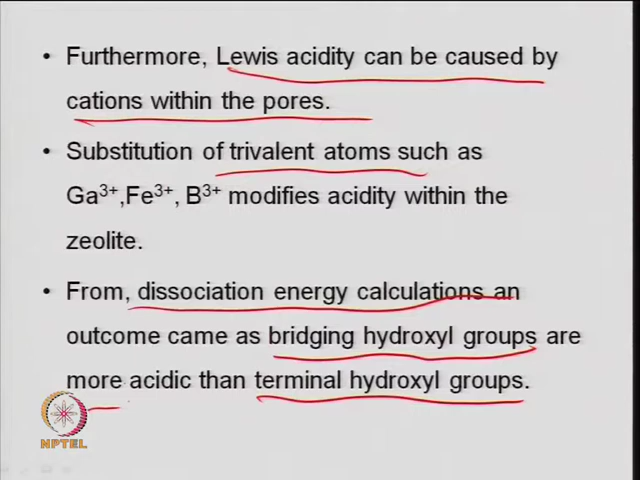 • Furthermore, Lewis acidity can be caused by
cations within the pores.
• Substitution of trivalent atoms such as
Ga³⁺,Fe³⁺, B³⁺ modifies acidity within the
zeolite.
• From, dissociation energy calculations an
outcome came as bridging hydroxyl groups are
more acidic than terminal hydroxyl groups.
NPTEL